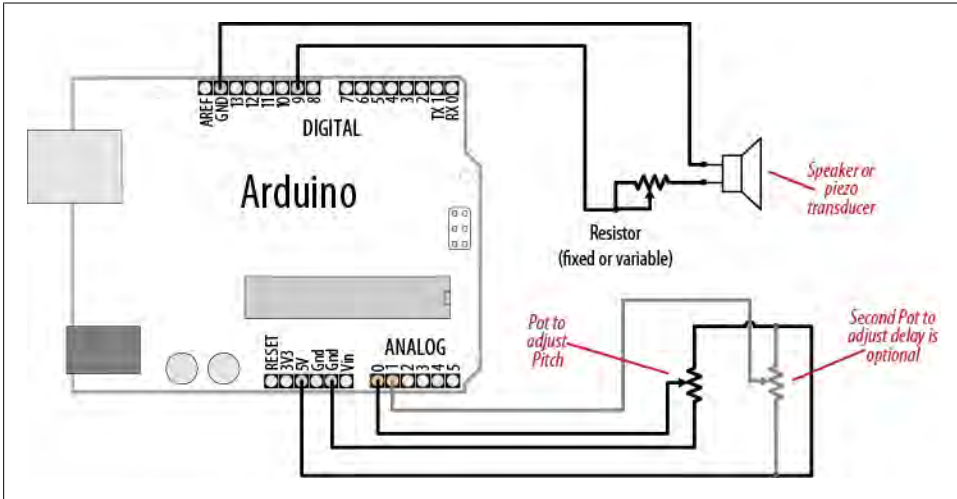 AREF
GND
13
12
11
10
9
8
7
6
5
4
3
2
TX 1
RX 0
DIGITAL
Arduino
Speaker or
piezo
transducer
Resistor
(fixed or variable)
Pot to
adjust
Pitch
Second Pot to
adjust delay is
optional
RESET
3V3
5V
Gnd
Gnd
Vin
ANALOG
0
1
2
3
4
5